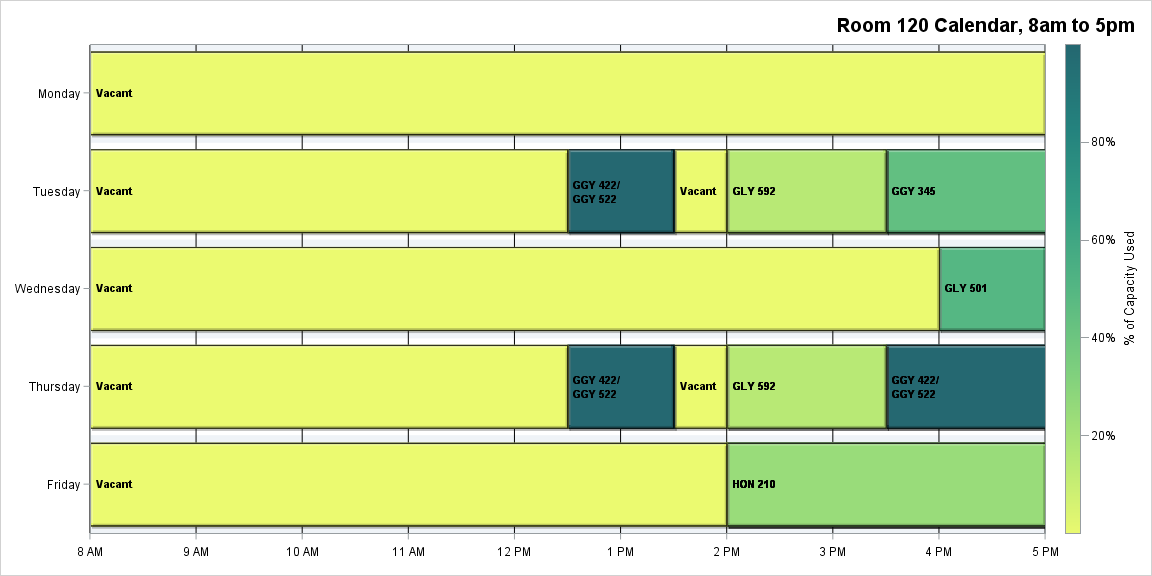 Room 120 Calendar, 8am to 5pm
Monday
Vacant
Tuesday
Vacant
GGY 422/
GGY 522
Vacant
GLY 592
GGY 345
Wednesday
Vacant
GLY 501
Thursday
Vacant
GGY 422/
GGY 522
Vacant
GLY 592
GGY 422/
GGY 522
Friday
Vacant
HON 210
8 AM
9 AM
10 AM
11 AM
12 PM
1 PM
2 PM
3 PM
4 PM
5 PM
80%
60%
40%
20%
% of Capacity Used